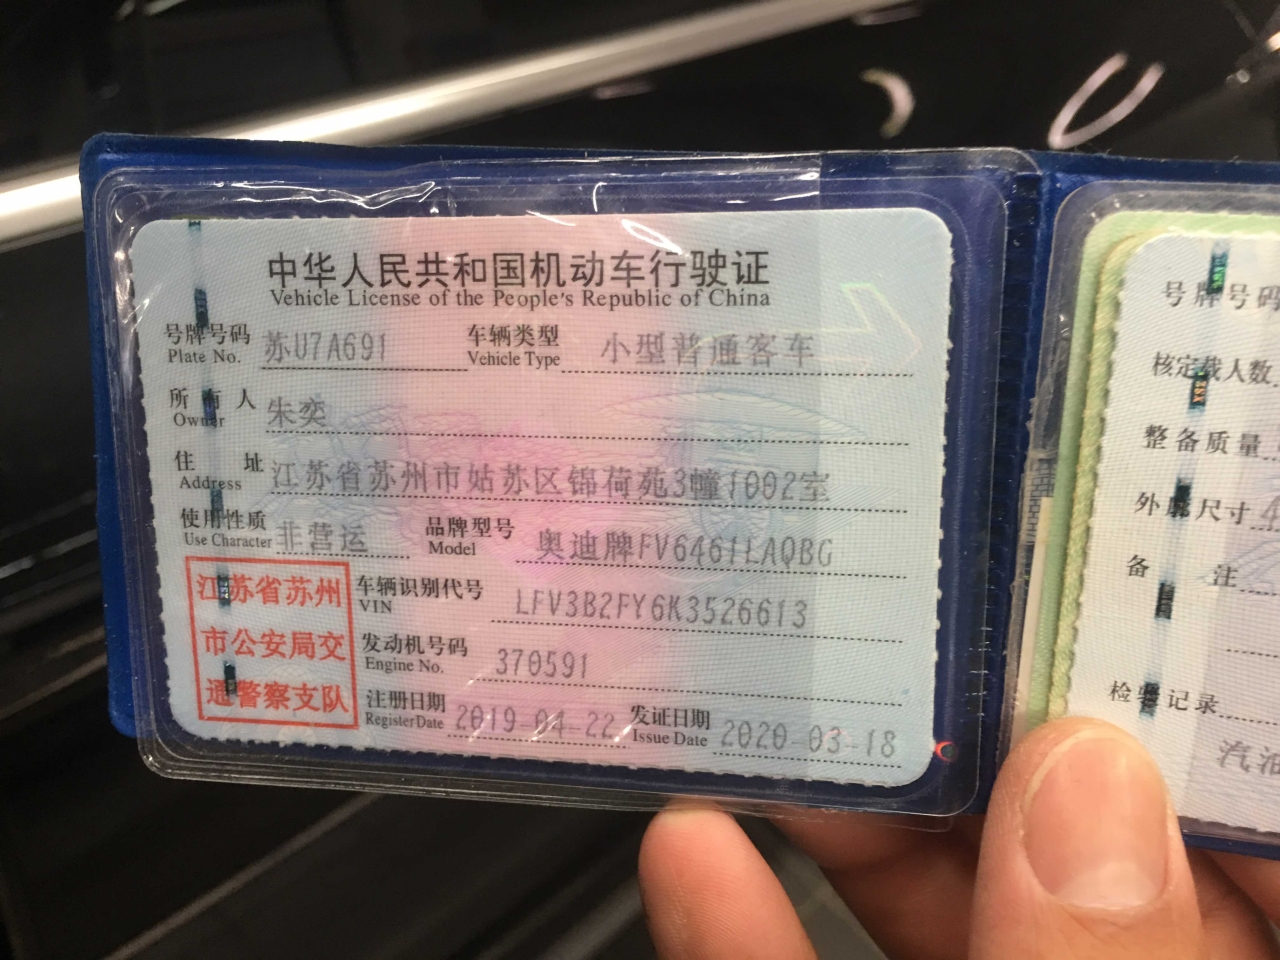 中华人民共和国机动车行驶证
Vehicle License of the People's Republic of China
号牌号码 Plate No. 苏U7A691 车辆类型 Vehicle Type 小型普通客车
所有人 Owner 朱奕
住址 Address 江苏省苏州市姑苏区锦荷苑3幢1002室
使用性质 Use Character 非营运 品牌型号 Model 奥迪牌FV6461LAQBG
车辆识别代号 VIN LFV3B2FY6K3526613
发动机号码 Engine No. 370591
注册日期 Register Date 2019-04-22 发证日期 Issue Date 2020-03-18
江苏省苏州
市公安局交
通警察支队
号牌号码
核定载人数
整备质量
外廓尺寸 4
备注
检验记录
汽油